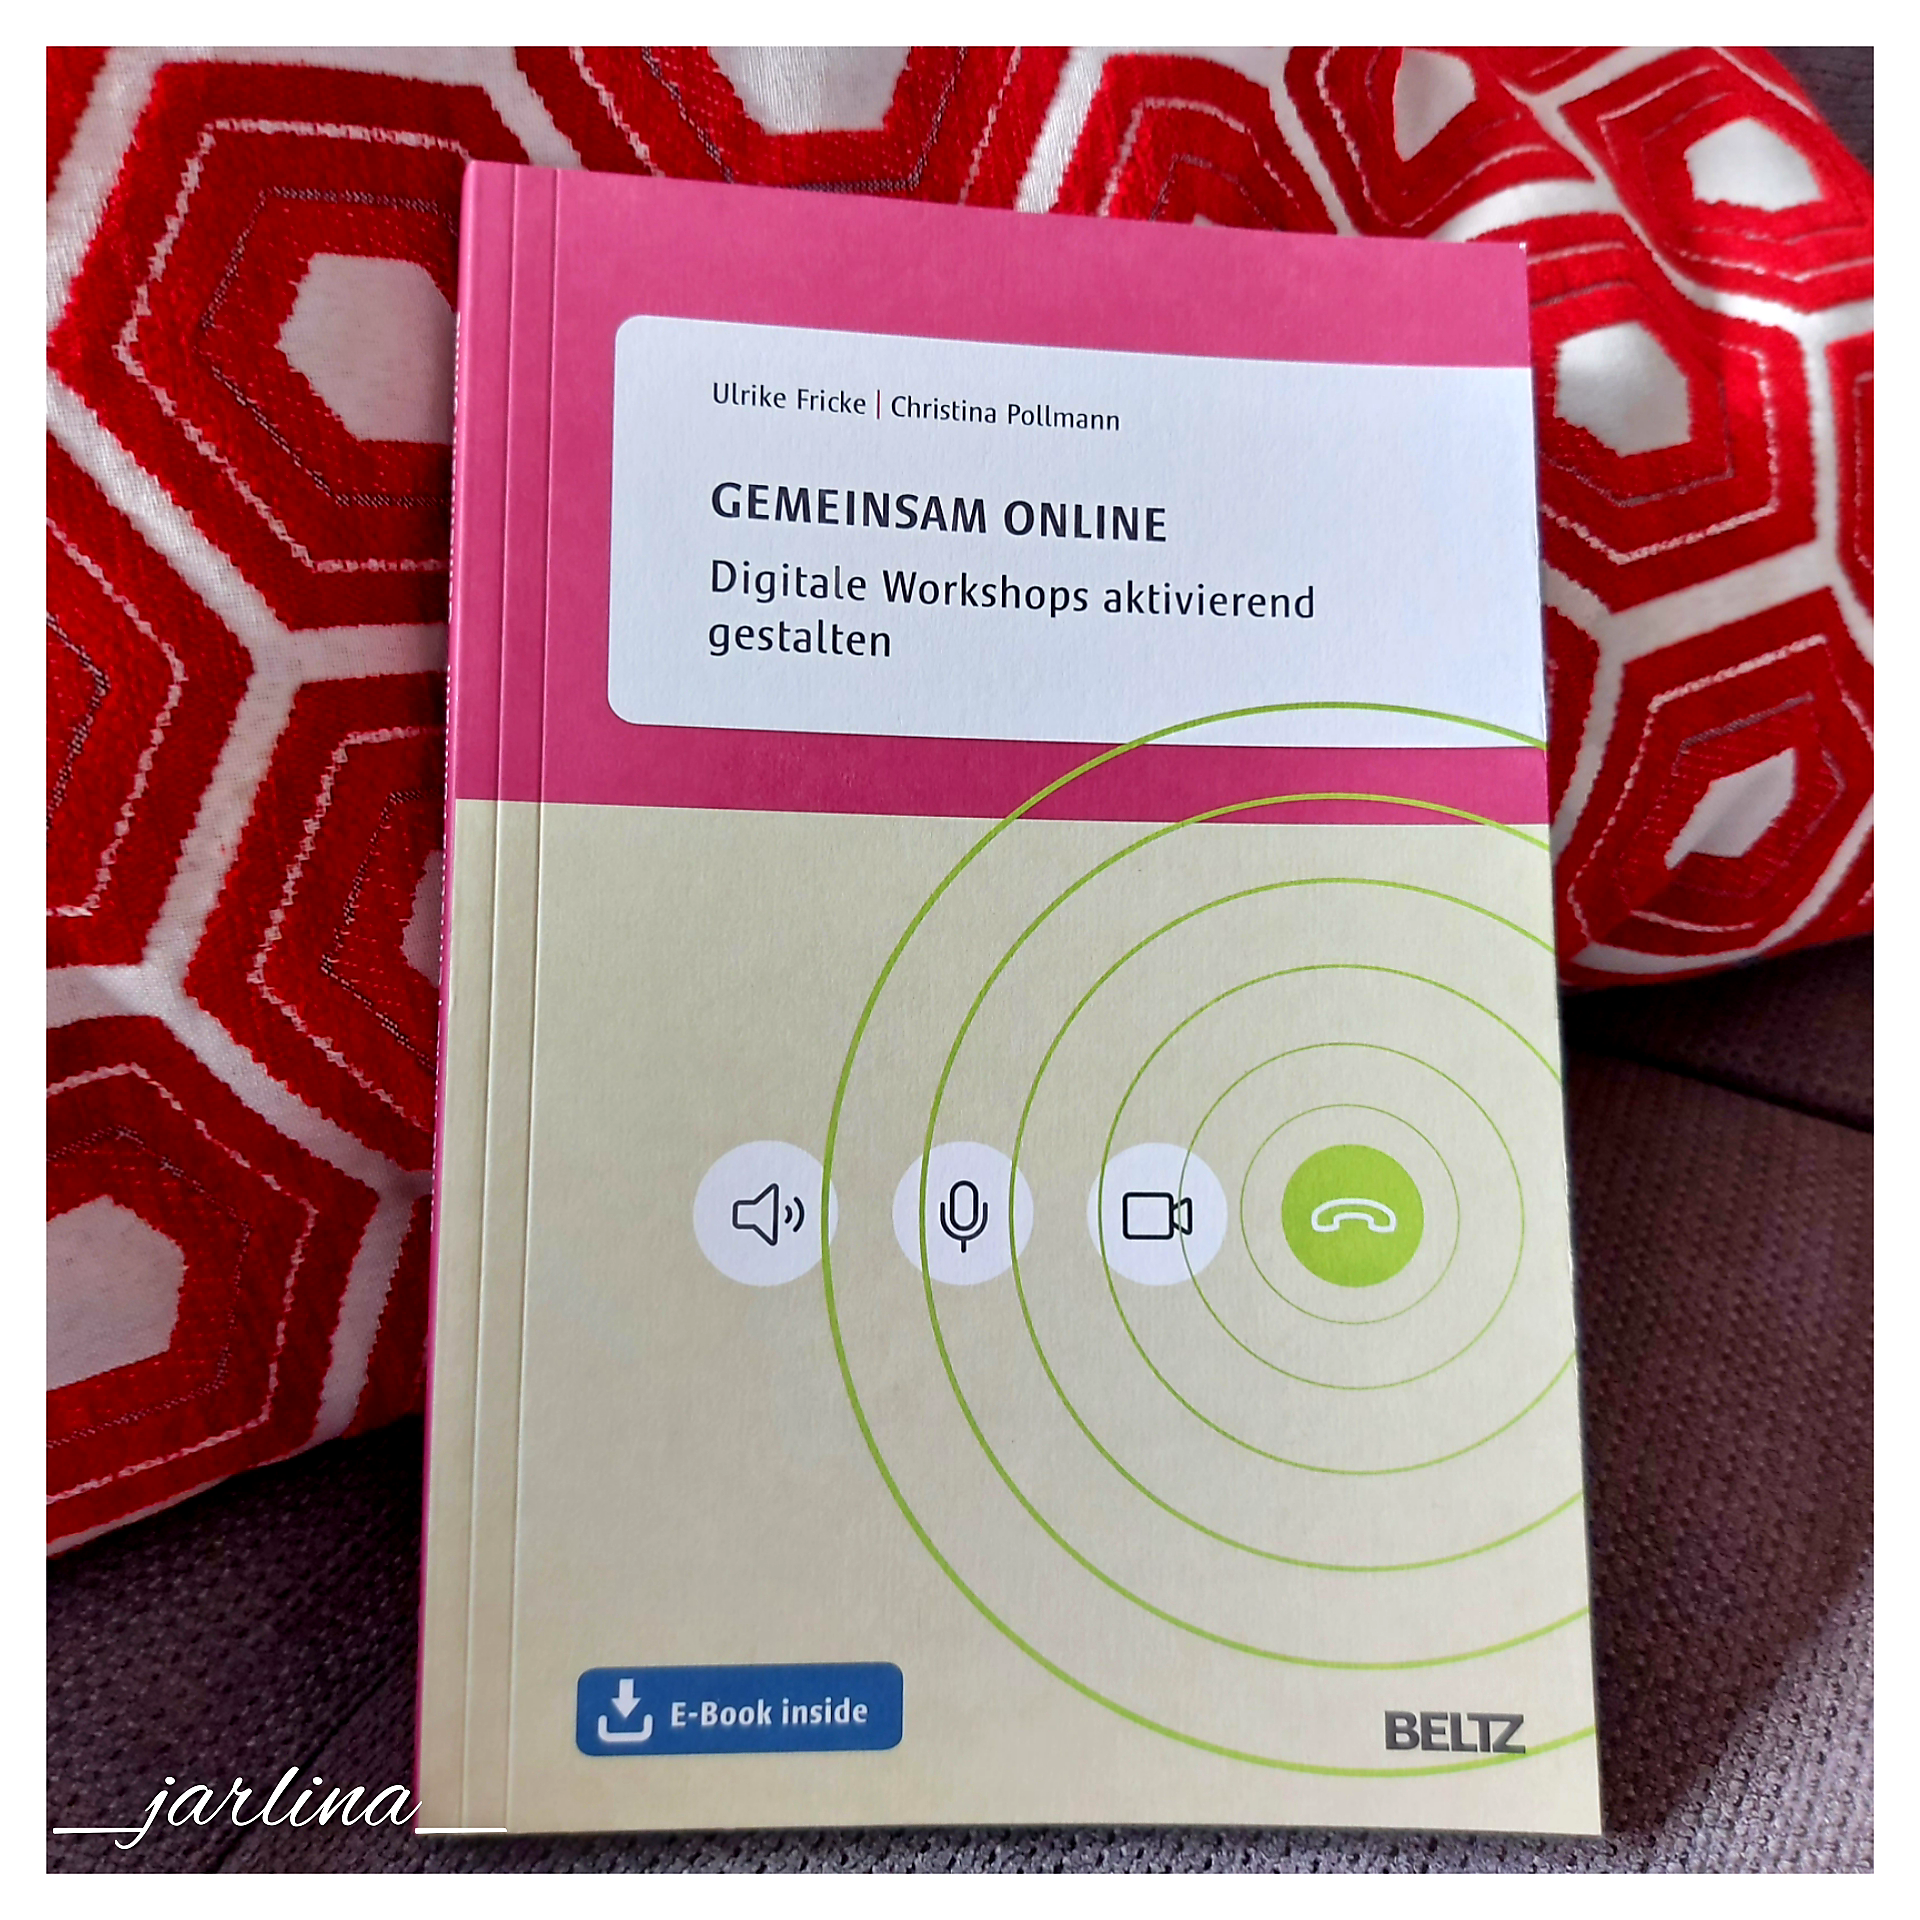 Ulrike Fricke | Christina Pollmann
GEMEINSAM ONLINE
Digitale Workshops aktivierend
gestalten
E-Book inside
BELTZ
__jarlina__